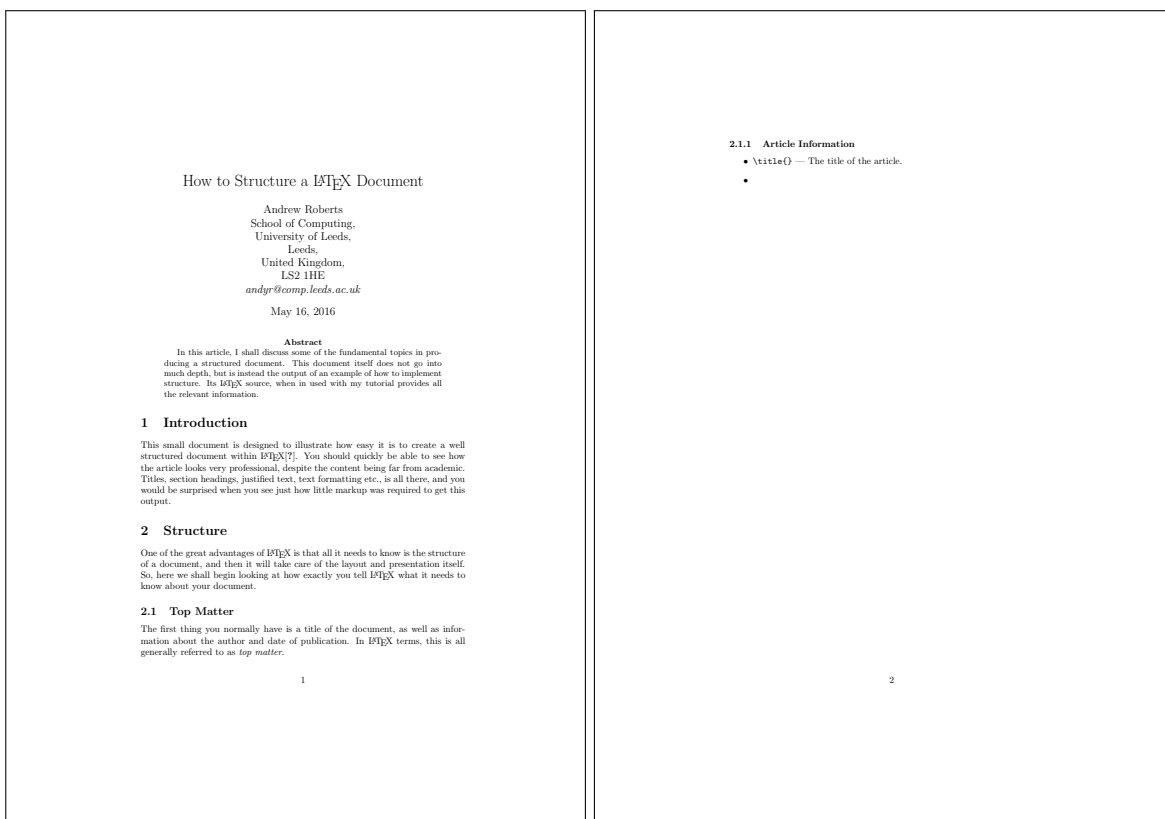 How to Structure a LATEX Document
Andrew Roberts
School of Computing,
University of Leeds,
Leeds,
United Kingdom,
LS2 1HE
andyr@comp.leeds.ac.uk
May 16, 2016
Abstract
In this article, I shall discuss some of the fundamental topics in pro-
ducing a structured document. This document itself does not go into
much depth, but is instead the output of an example of how to implement
structure. Its LATEX source, when in used with my tutorial provides all
the relevant information.
1 Introduction
This small document is designed to illustrate how easy it is to create a well
structured document within LATEX[?]. You should quickly be able to see how
the article looks very professional, despite the content being far from academic.
Titles, section headings, justified text, text formatting etc., is all there, and you
would be surprised when you see just how little markup was required to get this
output.
2 Structure
One of the great advantages of LATEX is that all it needs to know is the structure
of a document, and then it will take care of the layout and presentation itself.
So, here we shall begin looking at how exactly you tell LATEX what it needs to
know about your document.
2.1 Top Matter
The first thing you normally have is a title of the document, as well as infor-
mation about the author and date of publication. In LATEX terms, this is all
generally referred to as top matter.
1
2.1.1 Article Information
• \title{} — The title of the article.
•
2